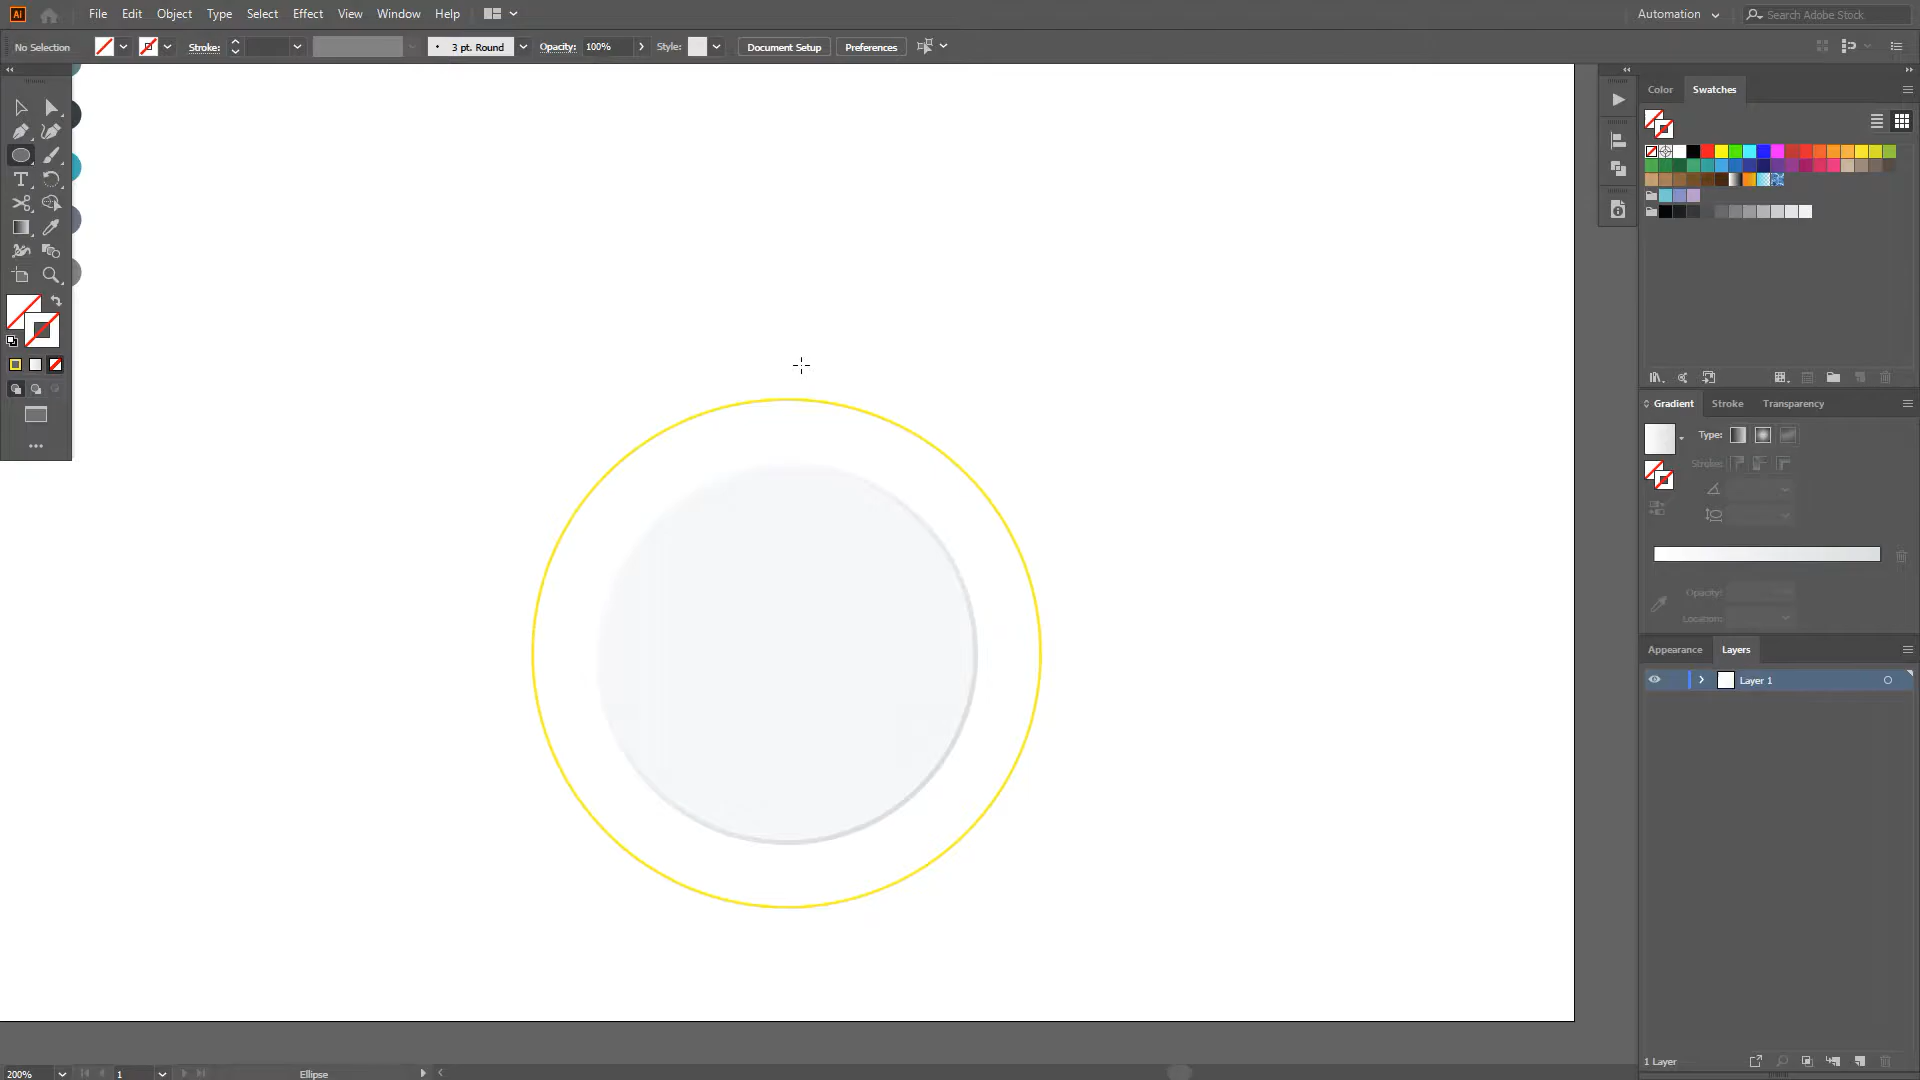 Ai File Edit Object Type Select Effect View Window Help Automation Search Adobe Stock
No Selection Stroke: 3 pt. Round Opacity: 100% Style: Document Setup Preferences
Color Swatches
T
Gradient Stroke Transparency
Type:
Strokes:
Opacity:
Location:
Appearance Layers
Layer 1
1 Layer
200% 1 Ellipse